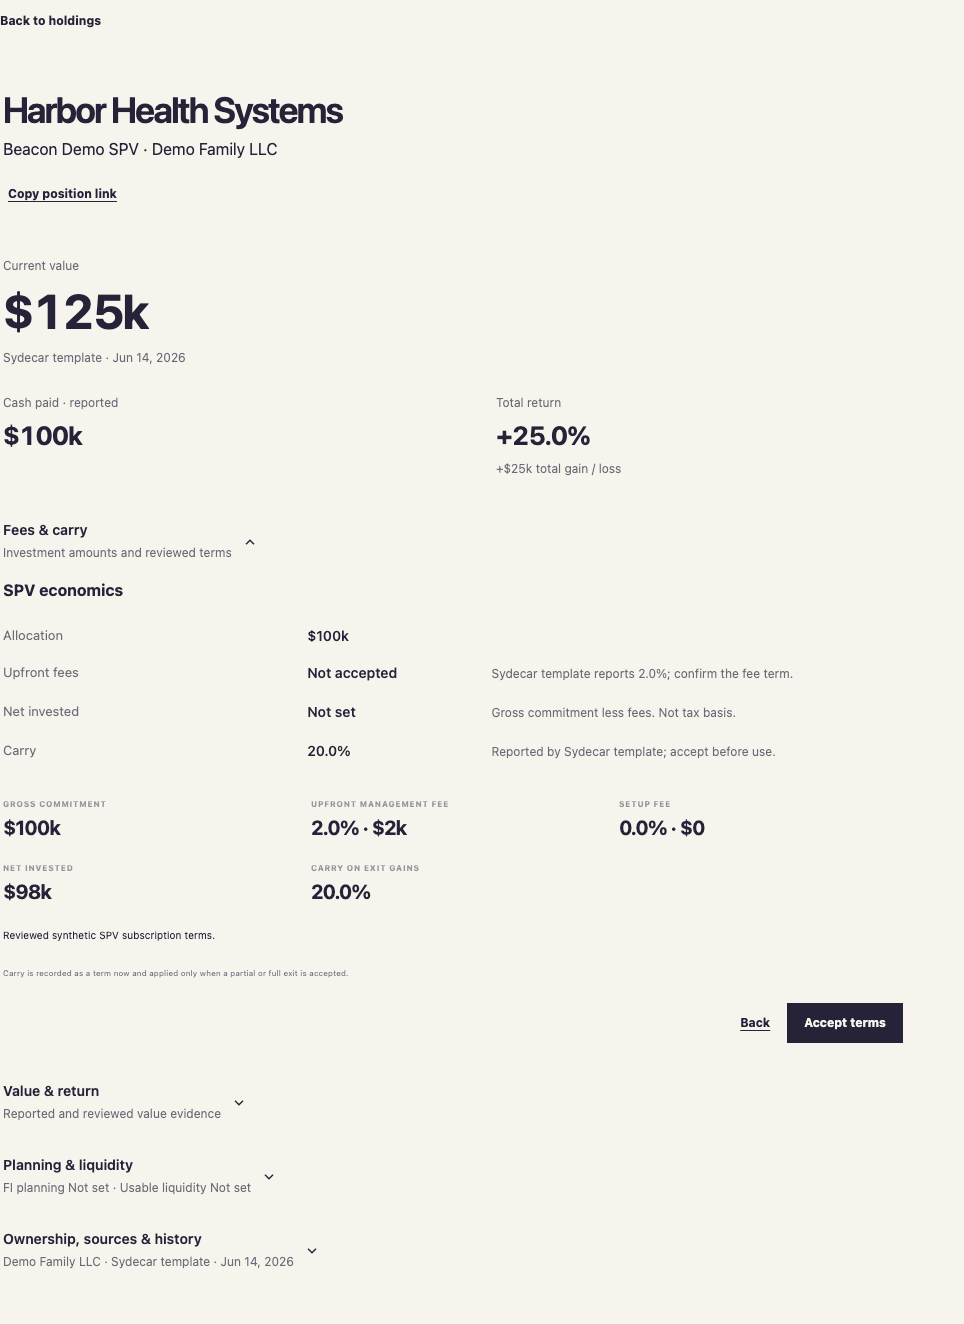 Back to holdings
Harbor Health Systems
Beacon Demo SPV · Demo Family LLC
Copy position link
Current value
$125k
Sydecar template · Jun 14, 2026
Cash paid · reported
$100k
Total return
+25.0%
+$25k total gain / loss
Fees & carry
Investment amounts and reviewed terms
SPV economics
Allocation $100k
Upfront fees Not accepted Sydecar template reports 2.0%; confirm the fee term.
Net invested Not set Gross commitment less fees. Not tax basis.
Carry 20.0% Reported by Sydecar template; accept before use.
GROSS COMMITMENT
$100k
UPFRONT MANAGEMENT FEE
2.0% · $2k
SETUP FEE
0.0% · $0
NET INVESTED
$98k
CARRY ON EXIT GAINS
20.0%
Reviewed synthetic SPV subscription terms.
Carry is recorded as a term now and applied only when a partial or full exit is accepted.
Back Accept terms
Value & return
Reported and reviewed value evidence
Planning & liquidity
FI planning Not set · Usable liquidity Not set
Ownership, sources & history
Demo Family LLC · Sydecar template · Jun 14, 2026